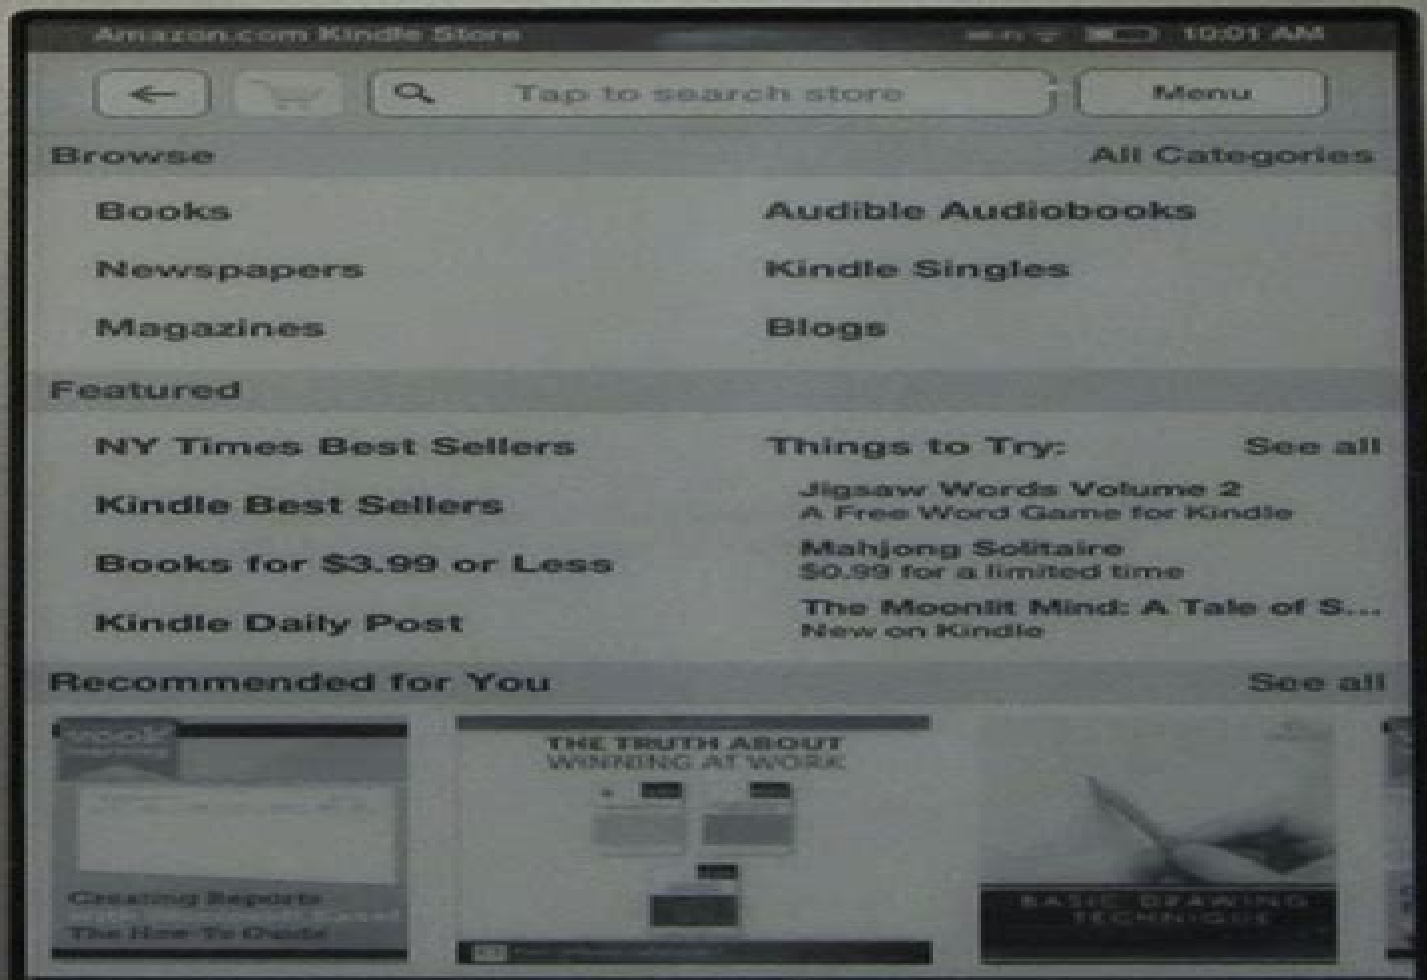 Amazon.com Kindle Store 10:01 AM
Tap to search store Menu
Browse All Categories
Books Audible Audiobooks
Newspapers Kindle Singles
Magazines Blogs
Featured
NY Times Best Sellers Things to Try: See all
Kindle Best Sellers Jigsaw Words Volume 2
A Free Word Game for Kindle
Books for $3.99 or Less Mahjong Solitaire
$0.99 for a limited time
Kindle Daily Post The Moonlit Mind: A Tale of S...
New on Kindle
Recommended for You See all
vook
Creating Reports
The How-To Guide
THE TRUTH ABOUT
WINNING AT WORK
BASIC DRAWING
TECHNIQUE